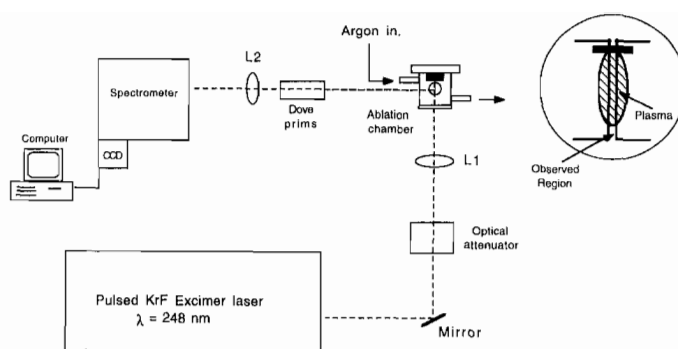 Argon in.
L2
Spectrometer
Dove
prims
Ablation
chamber
Plasma
Computer
CCD
L1
Observed
Region
Optical
attenuator
Pulsed KrF Excimer laser
λ = 248 nm
Mirror